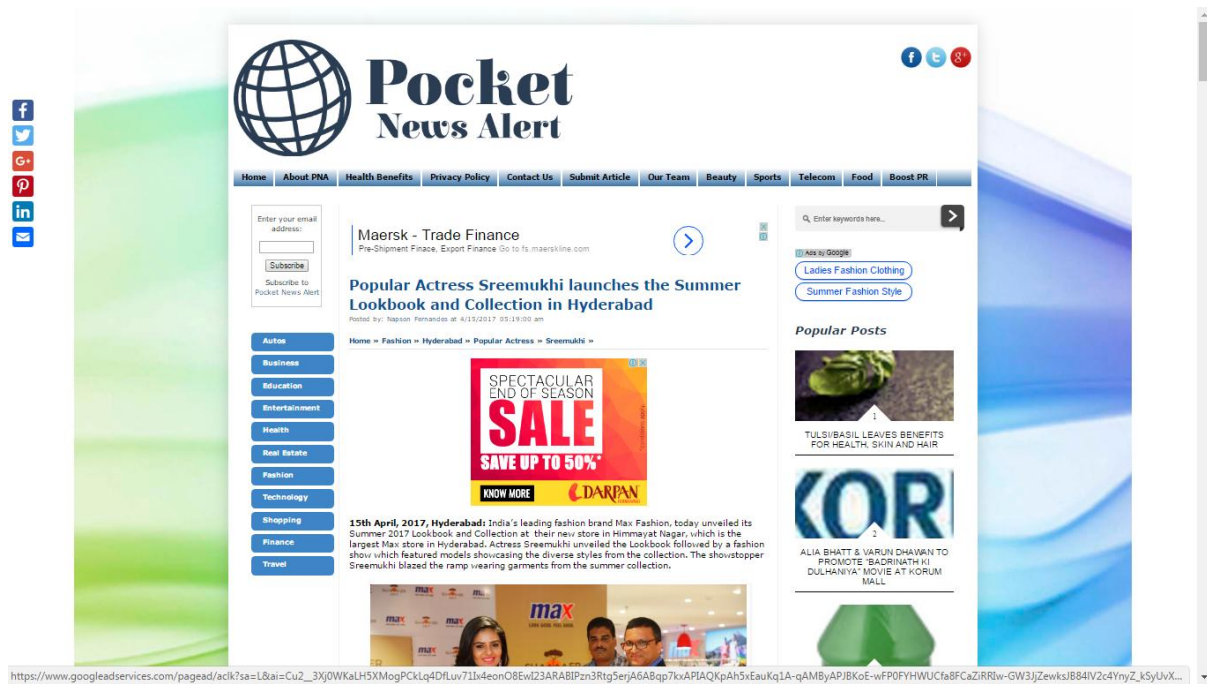 Pocket
News Alert
Home About PNA Health Benefits Privacy Policy Contact Us Submit Article Our Team Beauty Sports Telecom Food Boost PR
Enter your email
address:
Subscribe
Subscribe to
Pocket News Alert
Autos
Business
Education
Entertainment
Health
Real Estate
Fashion
Technology
Shopping
Finance
Travel
Maersk - Trade Finance
Pre-Shipment Finace, Export Finance Go to fs.maerskline.com
Popular Actress Sreemukhi launches the Summer
Lookbook and Collection in Hyderabad
Posted by: Napson Fernandes at 4/15/2017 05:19:00 am
Home » Fashion » Hyderabad » Popular Actress » Sreemukhi »
SPECTACULAR
END OF SEASON
SALE
SAVE UP TO 50%*
KNOW MORE
DARPAN
15th April, 2017, Hyderabad: India's leading fashion brand Max Fashion, today unveiled its
Summer 2017 Lookbook and Collection at their new store in Himmayat Nagar, which is the
largest Max store in Hyderabad. Actress Sreemukhi unveiled the Lookbook followed by a fashion
show which featured models showcasing the diverse styles from the collection. The showstopper
Sreemukhi blazed the ramp wearing garments from the summer collection.
max
max
max
max
max
Enter keywords here...
Ads by Google
Ladies Fashion Clothing
Summer Fashion Style
Popular Posts
1
TULSI/BASIL LEAVES BENEFITS
FOR HEALTH, SKIN AND HAIR
KOR
2
ALIA BHATT & VARUN DHAWAN TO
PROMOTE "BADRINATH KI
DULHANIYA" MOVIE AT KORUM
MALL